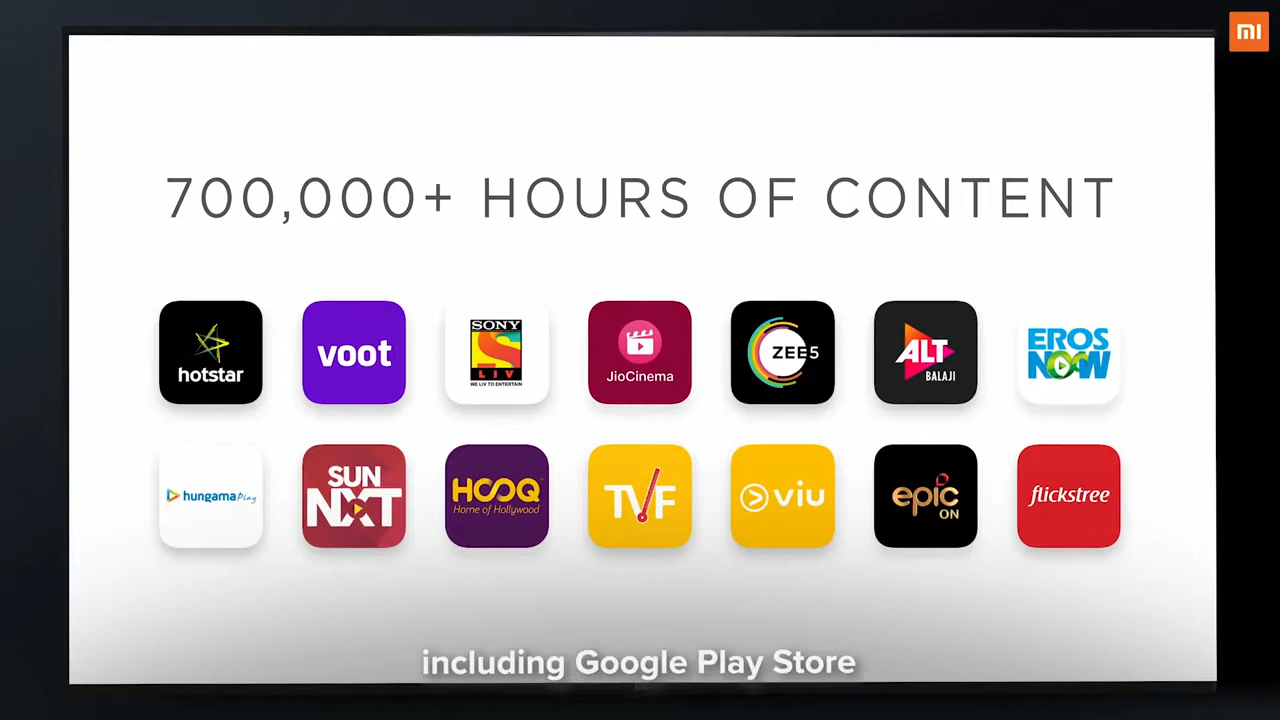 mi
700,000+ HOURS OF CONTENT
hotstar
voot
SONY
LIV
WE LIV TO ENTERTAIN
JioCinema
ZEE5
ALT
BALAJI
EROS
NOW
hungama Play
SUN
NXT
HOOQ
Home of Hollywood
TVF
viu
epic
ON
flickstree
including Google Play Store